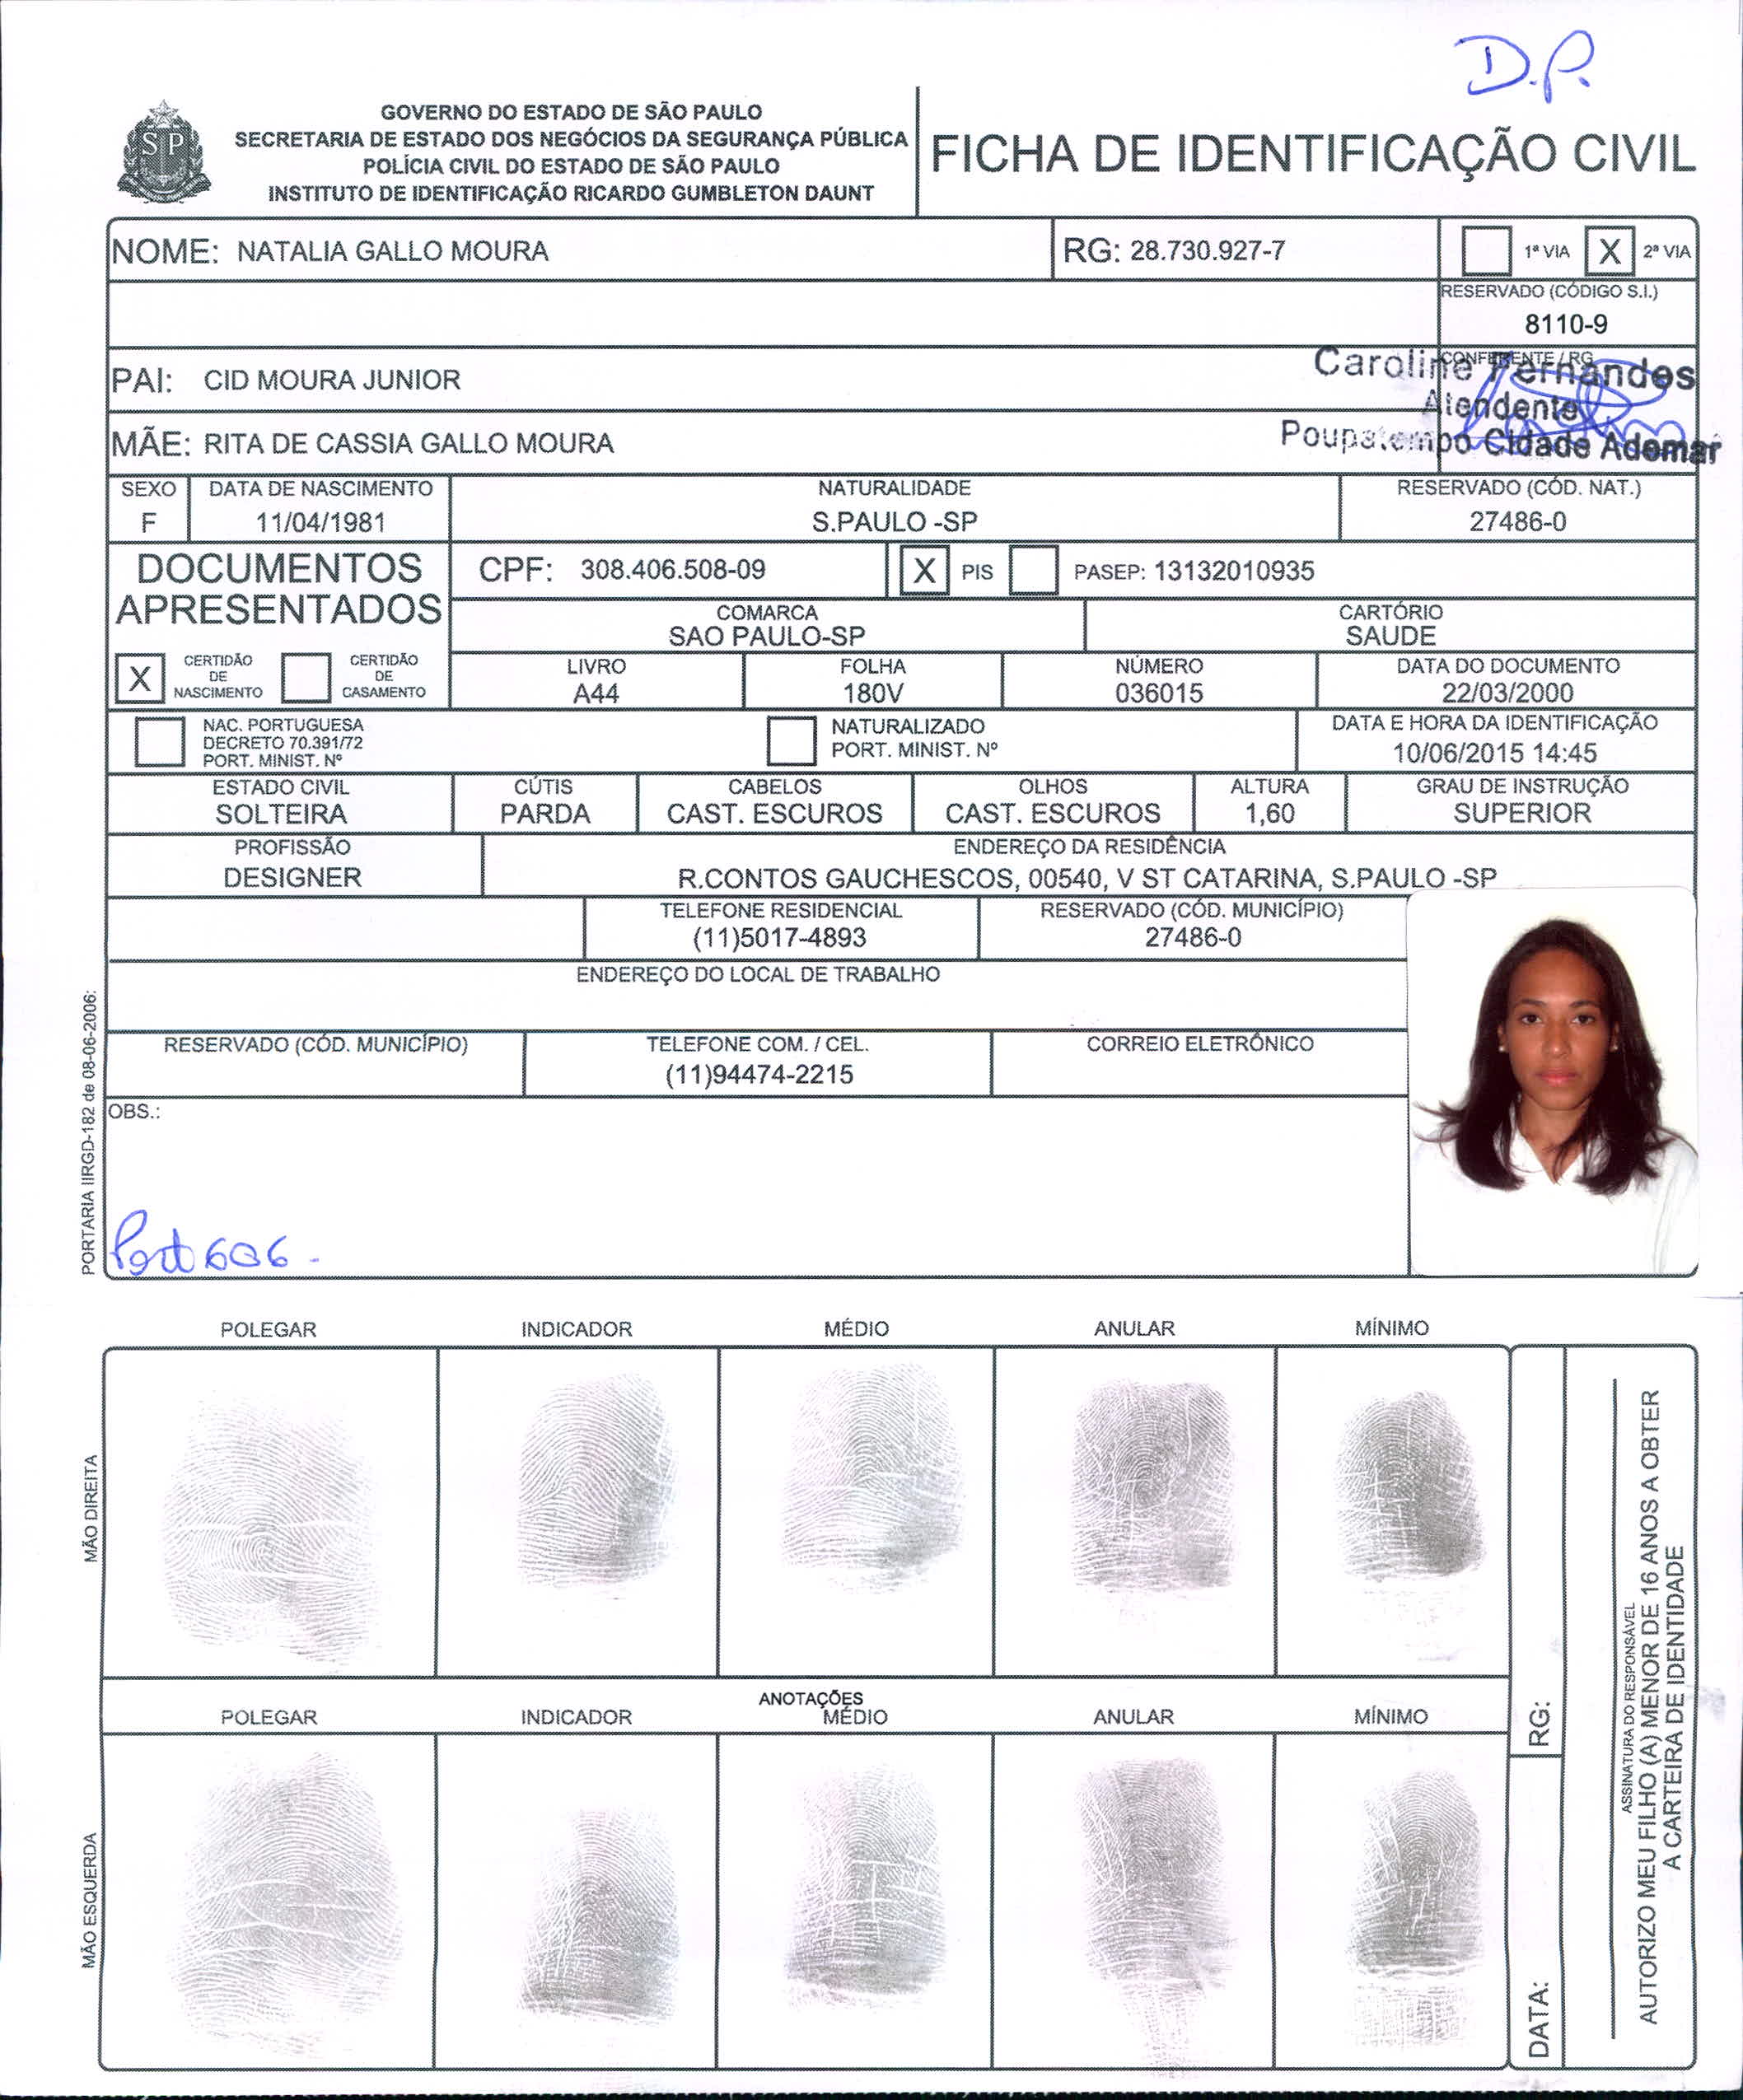 D.P.
GOVERNO DO ESTADO DE SÃO PAULO
SECRETARIA DE ESTADO DOS NEGÓCIOS DA SEGURANÇA PÚBLICA
POLÍCIA CIVIL DO ESTADO DE SÃO PAULO
INSTITUTO DE IDENTIFICAÇÃO RICARDO GUMBLETON DAUNT
SP
FICHA DE IDENTIFICAÇÃO CIVIL
NOME: NATALIA GALLO MOURA
RG: 28.730.927-7
1ª VIA X 2ª VIA
RESERVADO (CÓDIGO S.I.)
8110-9
PAI: CID MOURA JUNIOR
CONFERENTE / RG
Caroline Fernandes
Atendente
Poupatempo Cidade Ademar
MÃE: RITA DE CASSIA GALLO MOURA
SEXO
F
DATA DE NASCIMENTO
11/04/1981
NATURALIDADE
S.PAULO -SP
RESERVADO (CÓD. NAT.)
27486-0
DOCUMENTOS
APRESENTADOS
CPF: 308.406.508-09
X PIS
PASEP: 13132010935
COMARCA
SAO PAULO-SP
CARTÓRIO
SAUDE
X CERTIDÃO
DE
NASCIMENTO
CERTIDÃO
DE
CASAMENTO
LIVRO
A44
FOLHA
180V
NÚMERO
036015
DATA DO DOCUMENTO
22/03/2000
NAC. PORTUGUESA
DECRETO 70.391/72
PORT. MINIST. Nº
NATURALIZADO
PORT. MINIST. Nº
DATA E HORA DA IDENTIFICAÇÃO
10/06/2015 14:45
ESTADO CIVIL
SOLTEIRA
CÚTIS
PARDA
CABELOS
CAST. ESCUROS
OLHOS
CAST. ESCUROS
ALTURA
1,60
GRAU DE INSTRUÇÃO
SUPERIOR
PROFISSÃO
DESIGNER
ENDEREÇO DA RESIDÊNCIA
R.CONTOS GAUCHESCOS, 00540, V ST CATARINA, S.PAULO -SP
TELEFONE RESIDENCIAL
(11)5017-4893
RESERVADO (CÓD. MUNICÍPIO)
27486-0
ENDEREÇO DO LOCAL DE TRABALHO
RESERVADO (CÓD. MUNICÍPIO)
TELEFONE COM. / CEL.
(11)94474-2215
CORREIO ELETRÔNICO
OBS.:
Port 606 -
PORTARIA IIRGD-182 de 08-06-2006:
POLEGAR INDICADOR MÉDIO ANULAR MÍNIMO
MÃO DIREITA
ANOTAÇÕES
POLEGAR INDICADOR MÉDIO ANULAR MÍNIMO
MÃO ESQUERDA
RG:
DATA:
ASSINATURA DO RESPONSÁVEL
AUTORIZO MEU FILHO (A) MENOR DE 16 ANOS A OBTER
A CARTEIRA DE IDENTIDADE